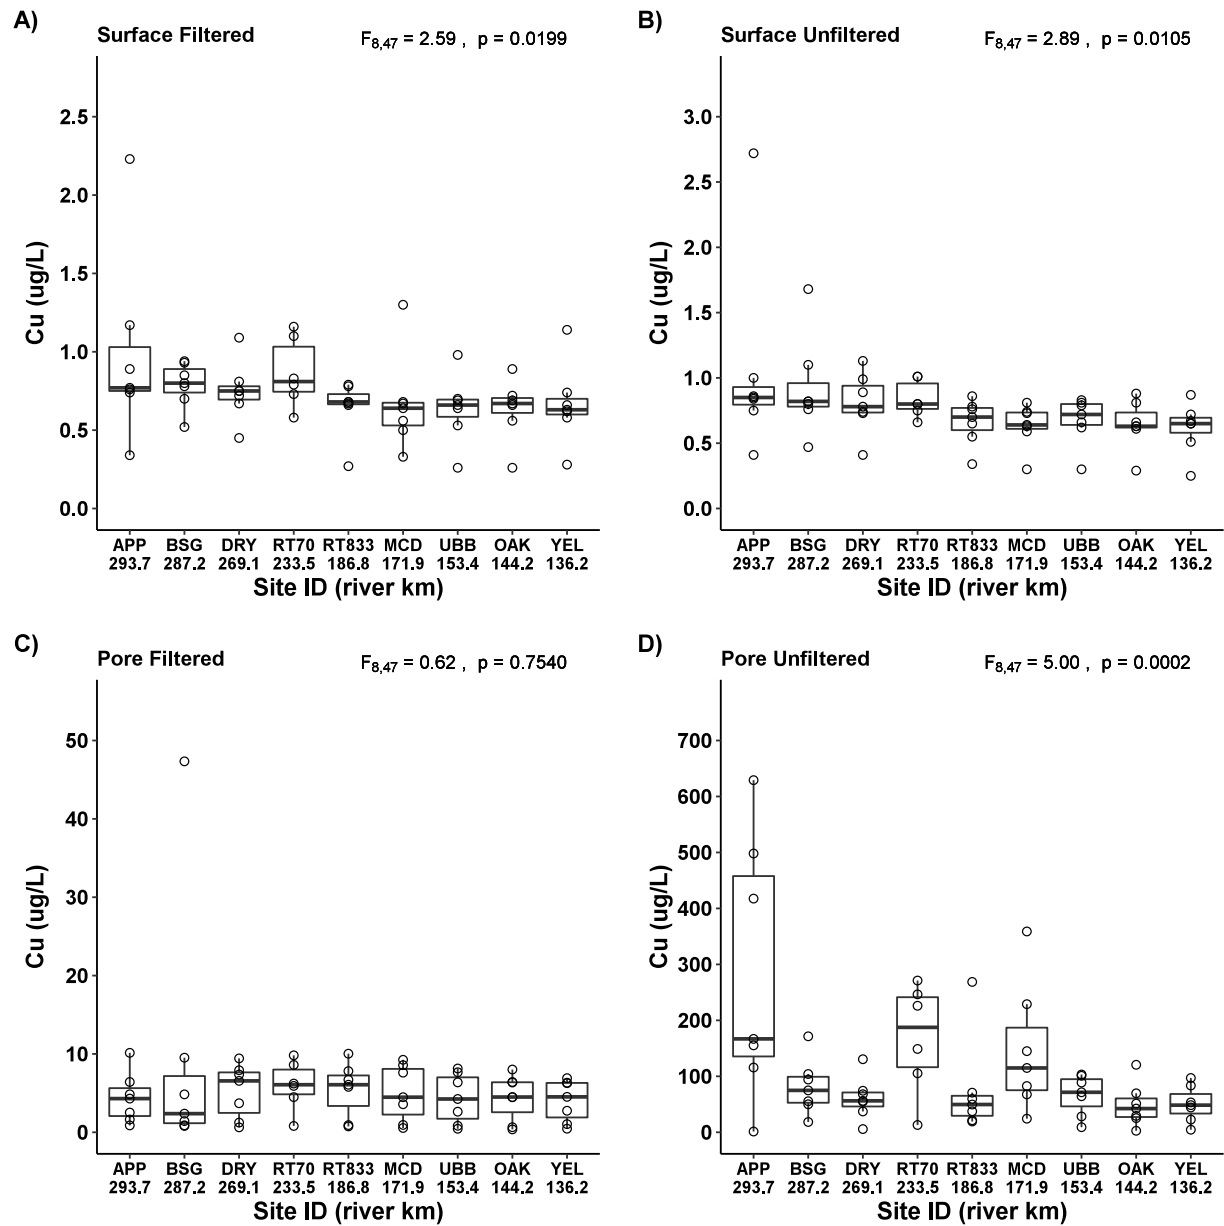 A)
Surface Filtered
F8,47 = 2.59 , p = 0.0199
Cu (ug/L)
2.5
2.0
1.5
1.0
0.5
0.0
APP BSG DRY RT70 RT833 MCD UBB OAK YEL
293.7 287.2 269.1 233.5 186.8 171.9 153.4 144.2 136.2
Site ID (river km)
B)
Surface Unfiltered
F8,47 = 2.89 , p = 0.0105
Cu (ug/L)
3.0
2.5
2.0
1.5
1.0
0.5
0.0
APP BSG DRY RT70 RT833 MCD UBB OAK YEL
293.7 287.2 269.1 233.5 186.8 171.9 153.4 144.2 136.2
Site ID (river km)
C)
Pore Filtered
F8,47 = 0.62 , p = 0.7540
Cu (ug/L)
50
40
30
20
10
0
APP BSG DRY RT70 RT833 MCD UBB OAK YEL
293.7 287.2 269.1 233.5 186.8 171.9 153.4 144.2 136.2
Site ID (river km)
D)
Pore Unfiltered
F8,47 = 5.00 , p = 0.0002
Cu (ug/L)
700
600
500
400
300
200
100
0
APP BSG DRY RT70 RT833 MCD UBB OAK YEL
293.7 287.2 269.1 233.5 186.8 171.9 153.4 144.2 136.2
Site ID (river km)